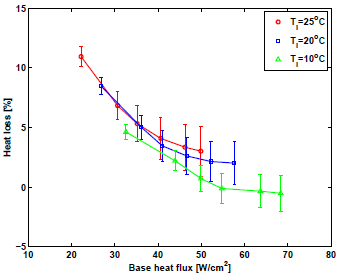 15
10
5
0
−5
Heat loss [%]
T_i=25°C
T_i=20°C
T_i=10°C
10 20 30 40 50 60 70 80
Base heat flux [W/cm²]